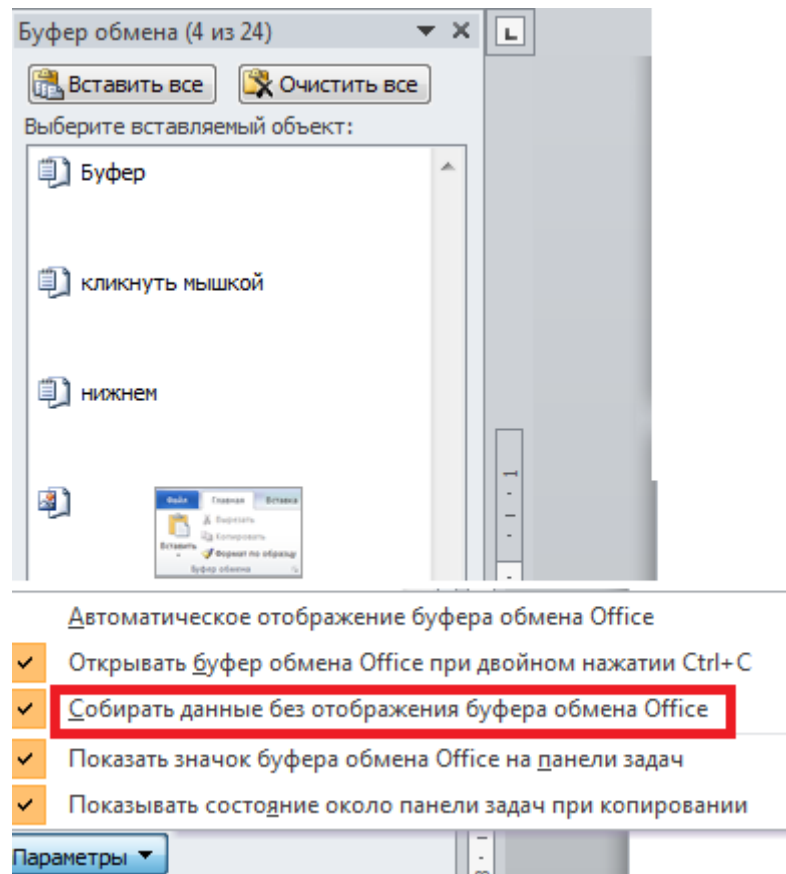 Буфер обмена (4 из 24)
Вставить все Очистить все
Выберите вставляемый объект:
Буфер
кликнуть мышкой
нижнем
Файл Главная Вставка
Вырезать
Копировать
Вставить
Формат по образцу
Буфер обмена
1
Автоматическое отображение буфера обмена Office
Открывать буфер обмена Office при двойном нажатии Ctrl+C
Собирать данные без отображения буфера обмена Office
Показать значок буфера обмена Office на панели задач
Показывать состояние около панели задач при копировании
Параметры